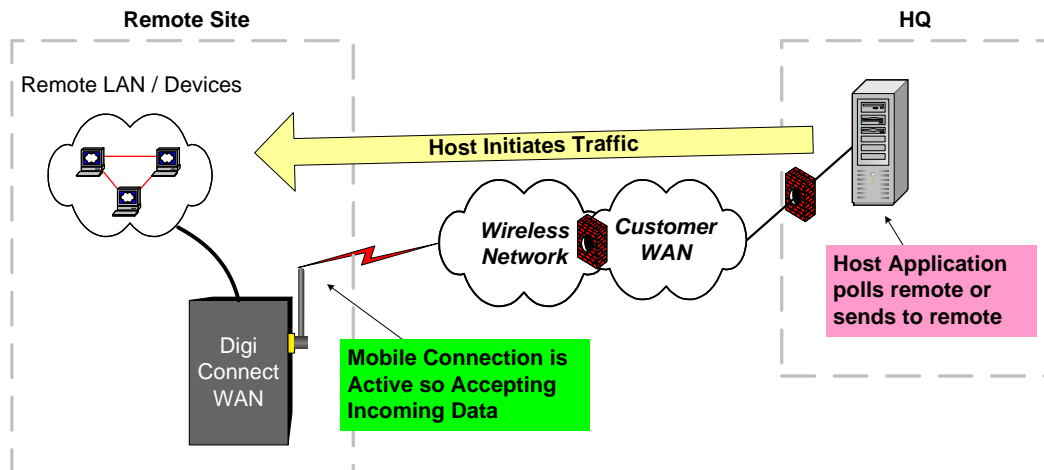 Remote Site
HQ
Remote LAN / Devices
Host Initiates Traffic
Wireless
Network
Customer
WAN
Host Application
polls remote or
sends to remote
Digi
Connect
WAN
Mobile Connection is
Active so Accepting
Incoming Data